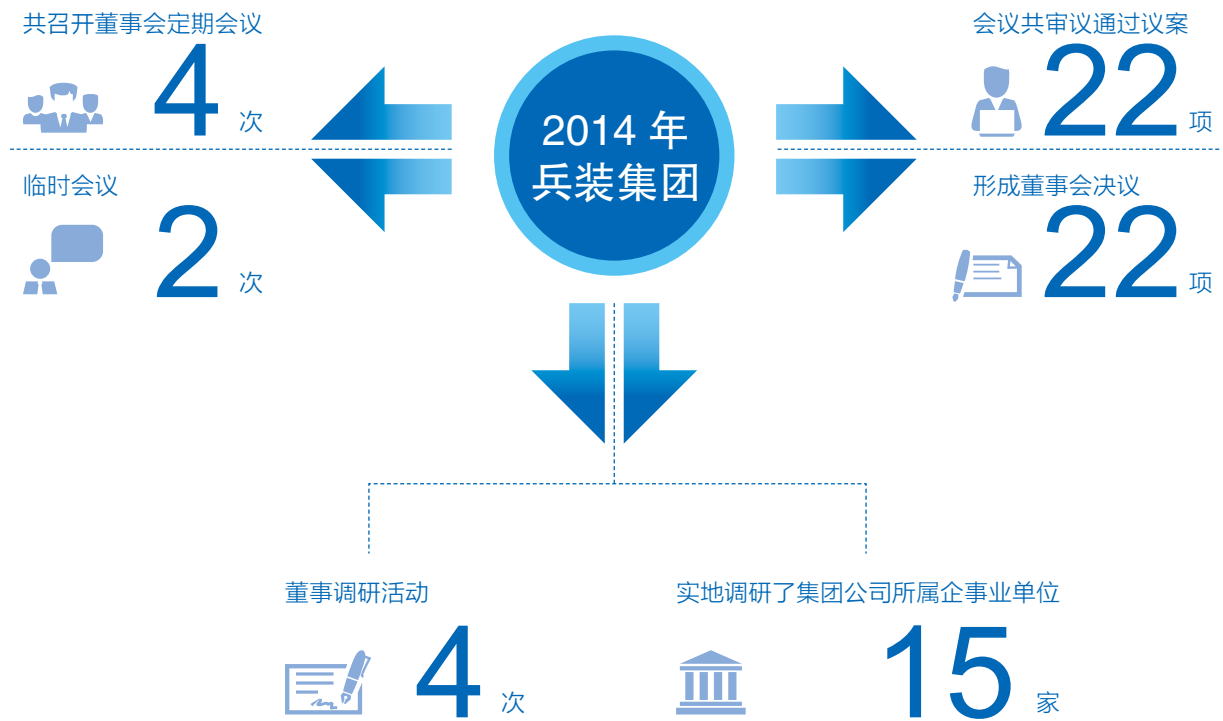 共召开董事会定期会议
4 次
临时会议
2 次
2014 年
兵装集团
会议共审议通过议案
22 项
形成董事会决议
22 项
董事调研活动
4 次
实地调研了集团公司所属企事业单位
15 家